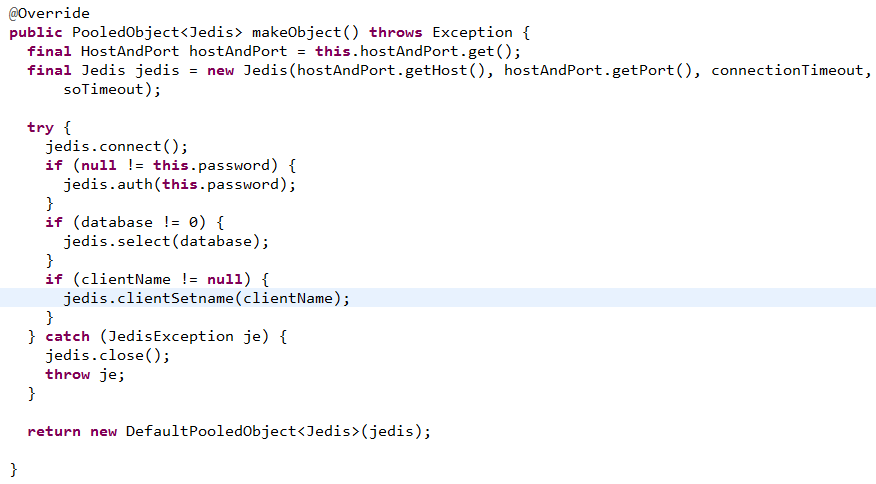 @Override
public PooledObject<Jedis> makeObject() throws Exception {
  final HostAndPort hostAndPort = this.hostAndPort.get();
  final Jedis jedis = new Jedis(hostAndPort.getHost(), hostAndPort.getPort(), connectionTimeout,
      soTimeout);

  try {
    jedis.connect();
    if (null != this.password) {
      jedis.auth(this.password);
    }
    if (database != 0) {
      jedis.select(database);
    }
    if (clientName != null) {
      jedis.clientSetname(clientName);
    }
  } catch (JedisException je) {
    jedis.close();
    throw je;
  }

  return new DefaultPooledObject<Jedis>(jedis);

}